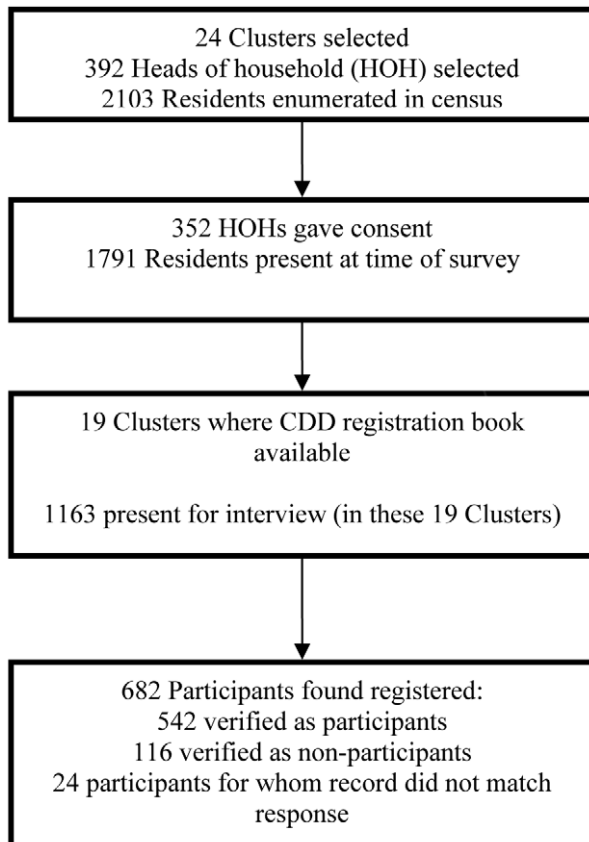 24 Clusters selected
392 Heads of household (HOH) selected
2103 Residents enumerated in census
352 HOHs gave consent
1791 Residents present at time of survey
19 Clusters where CDD registration book
available
1163 present for interview (in these 19 Clusters)
682 Participants found registered:
542 verified as participants
116 verified as non-participants
24 participants for whom record did not match
response